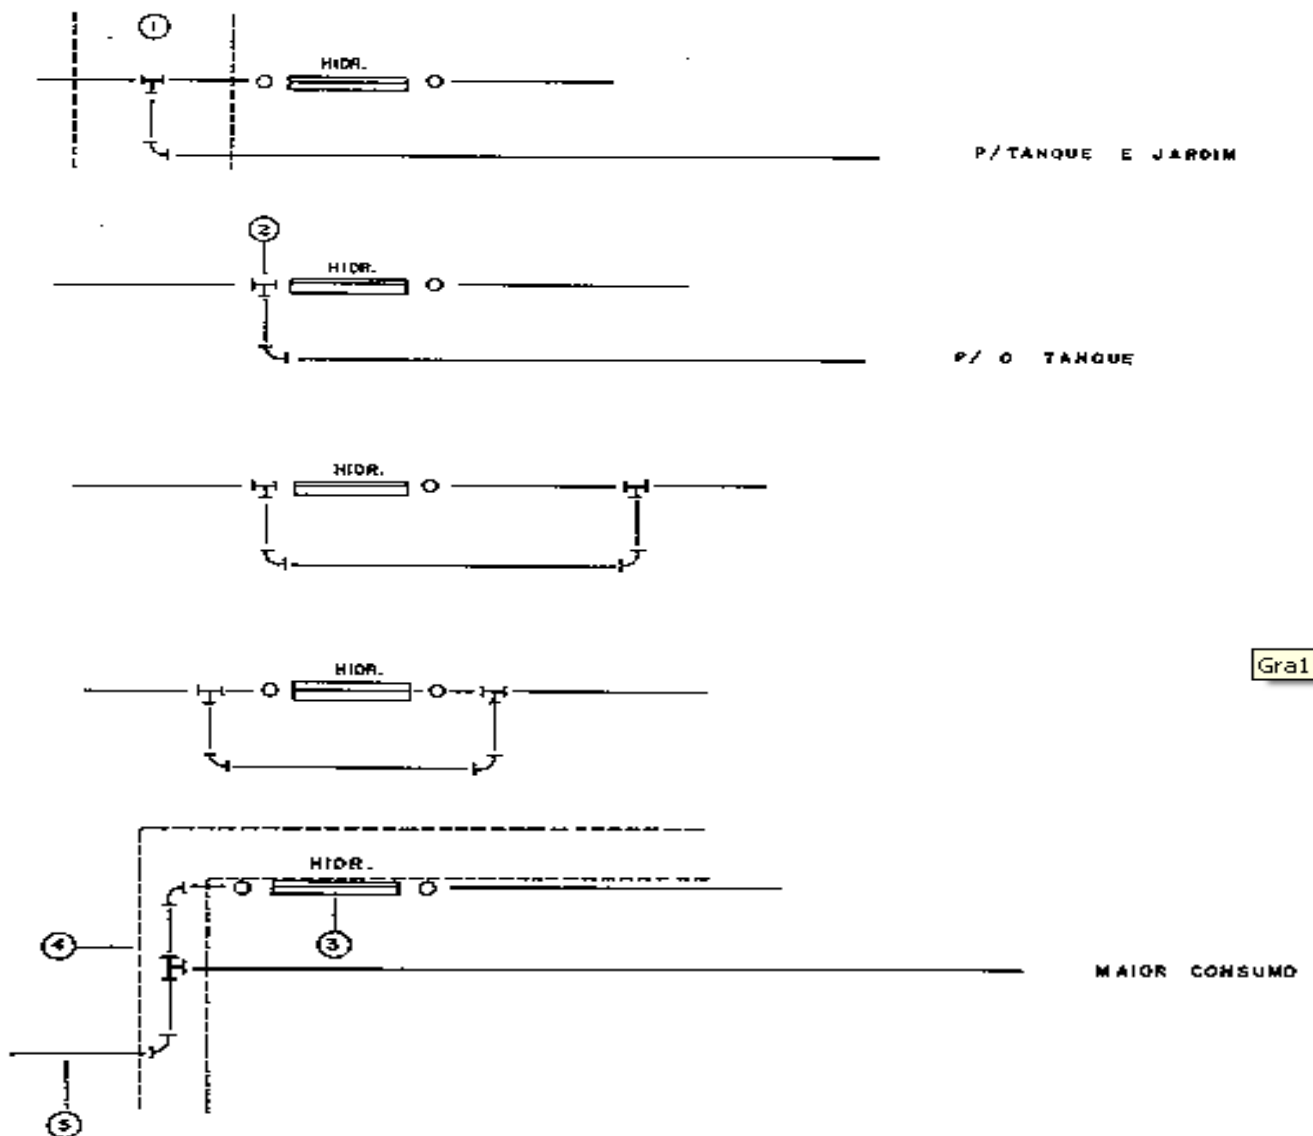 1
HIDR.
P/TANQUE E JARDIM
2
HIDR.
P/ O TANQUE
HIDR.
HIDR.
Gra1
HIDR.
4
3
MAIOR CONSUMO
5